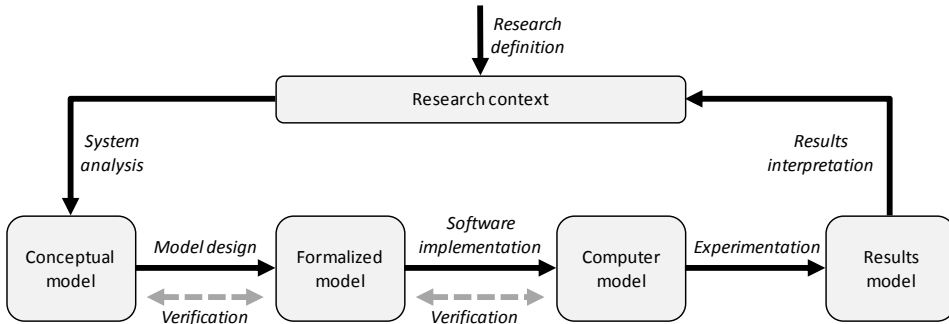 Research
definition
Research context
System
analysis
Results
interpretation
Conceptual
model
Model design
Verification
Formalized
model
Software
implementation
Verification
Computer
model
Experimentation
Results
model